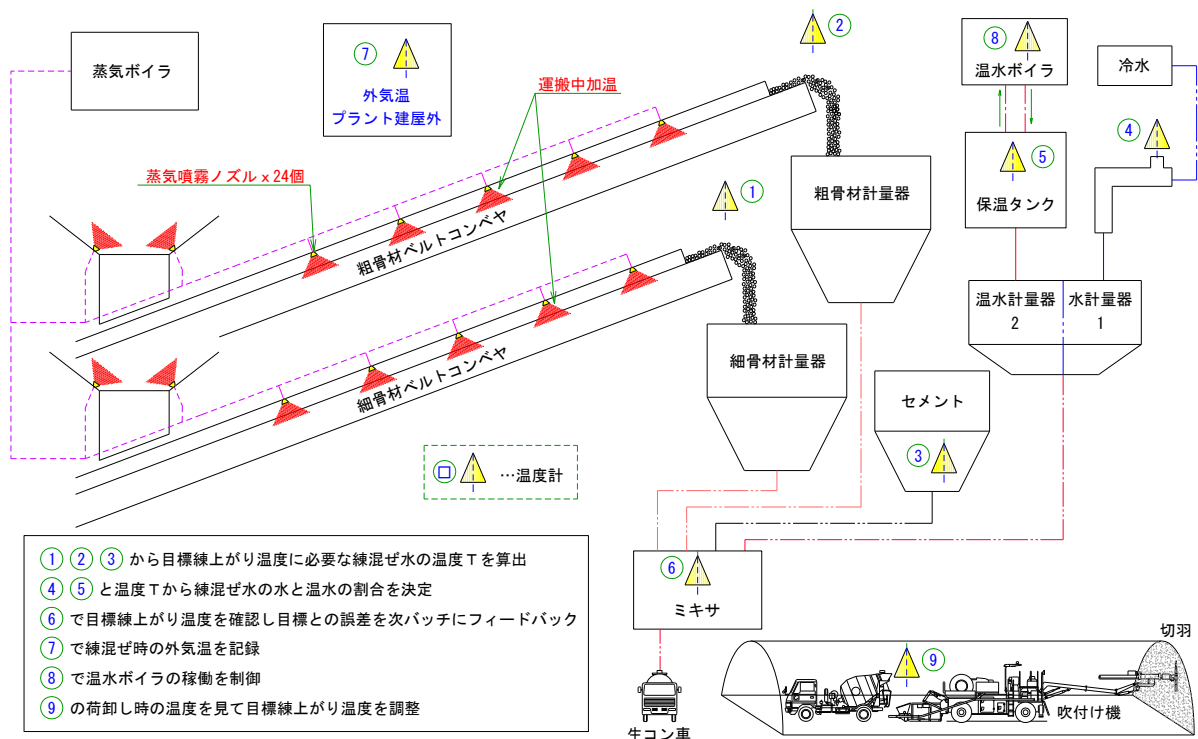 蒸気ボイラ
⑦
外気温
プラント建屋外
②
運搬中加温
⑧
温水ボイラ
冷水
④
⑤
保温タンク
蒸気噴霧ノズルx24個
①
粗骨材計量器
粗骨材ベルトコンベヤ
温水計量器
2
水計量器
1
細骨材計量器
細骨材ベルトコンベヤ
セメント
③
□ …温度計
①②③から目標練上がり温度に必要な練混ぜ水の温度Tを算出
④⑤と温度Tから練混ぜ水の水と温水の割合を決定
⑥で目標練上がり温度を確認し目標との誤差を次バッチにフィードバック
⑦で練混ぜ時の外気温を記録
⑧で温水ボイラの稼働を制御
⑨の荷卸し時の温度を見て目標練上がり温度を調整
⑥
ミキサ
生コン車
⑨
切羽
吹付け機